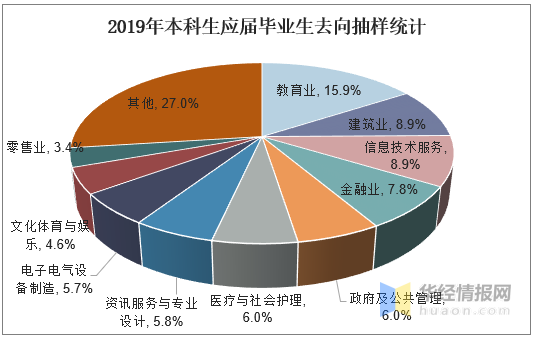 2019年本科生应届毕业生去向抽样统计
其他, 27.0%
教育业, 15.9%
建筑业, 8.9%
信息技术服务,
8.9%
金融业, 7.8%
零售业, 3.4%
文化体育与娱
乐, 4.6%
电子电气设
备制造, 5.7%
资讯服务与专业
设计, 5.8%
医疗与社会护理,
6.0%
政府及公共管理,
6.0%
华经情报网
huaon.com